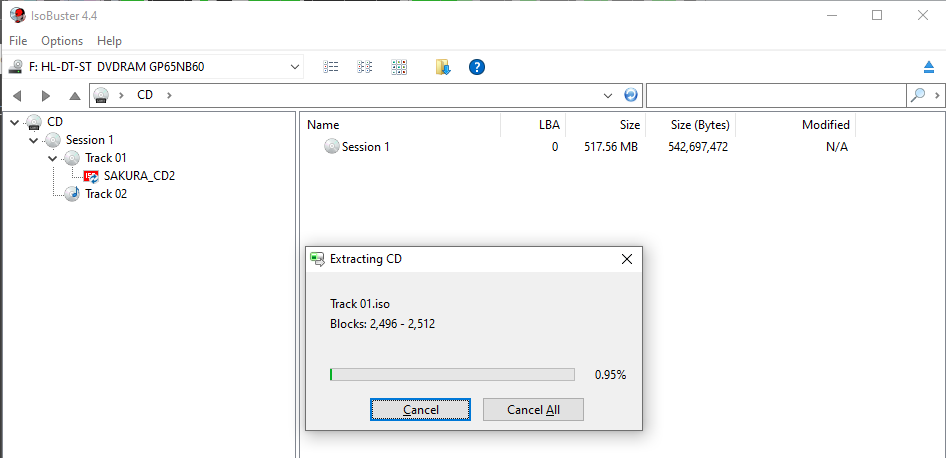 IsoBuster 4.4
File Options Help
F: HL-DT-ST DVDRAM GP65NB60
CD
CD
Session 1
Track 01
SAKURA_CD2
Track 02
Name LBA Size Size (Bytes) Modified
Session 1 0 517.56 MB 542,697,472 N/A
Extracting CD
Track 01.iso
Blocks: 2,496 - 2,512
0.95%
Cancel Cancel All